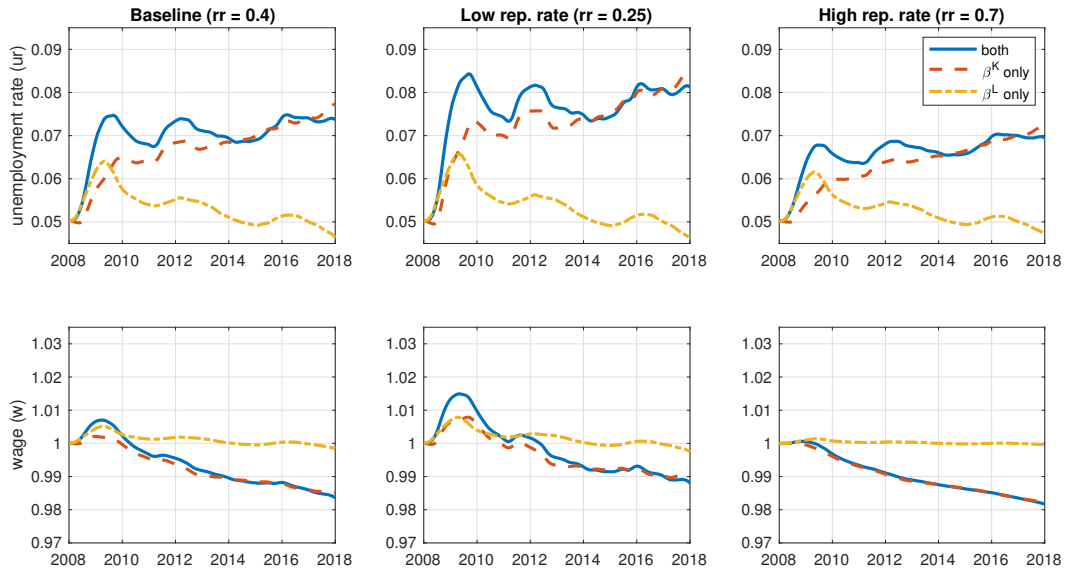 Baseline (rr = 0.4)
Low rep. rate (rr = 0.25)
High rep. rate (rr = 0.7)
unemployment rate (ur)
0.09
0.08
0.07
0.06
0.05
2008 2010 2012 2014 2016 2018
0.09
0.08
0.07
0.06
0.05
2008 2010 2012 2014 2016 2018
0.09
0.08
0.07
0.06
0.05
2008 2010 2012 2014 2016 2018
both
β^K only
β^L only
wage (w)
1.03
1.02
1.01
1
0.99
0.98
0.97
2008 2010 2012 2014 2016 2018
1.03
1.02
1.01
1
0.99
0.98
0.97
2008 2010 2012 2014 2016 2018
1.03
1.02
1.01
1
0.99
0.98
0.97
2008 2010 2012 2014 2016 2018